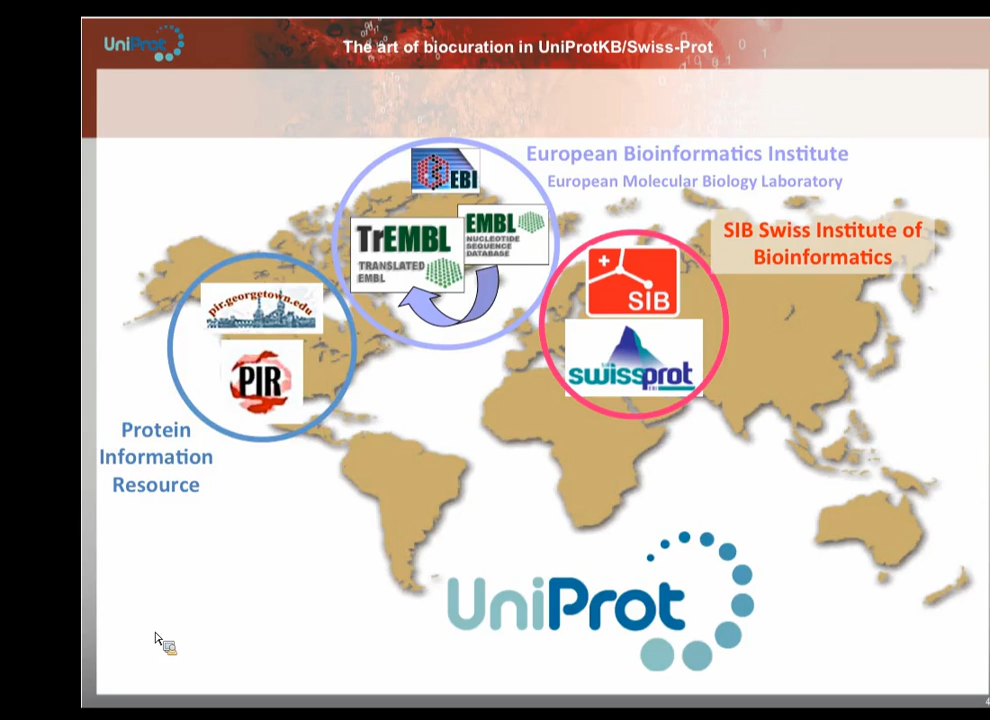 UniProt
The art of biocuration in UniProtKB/Swiss-Prot
European Bioinformatics Institute
European Molecular Biology Laboratory
EBI
EMBL
NUCLEOTIDE
SEQUENCE
DATABASE
TrEMBL
TRANSLATED
EMBL
SIB Swiss Institute of
Bioinformatics
SIB
swissprot
pir.georgetown.edu
PIR
Protein
Information
Resource
UniProt
4